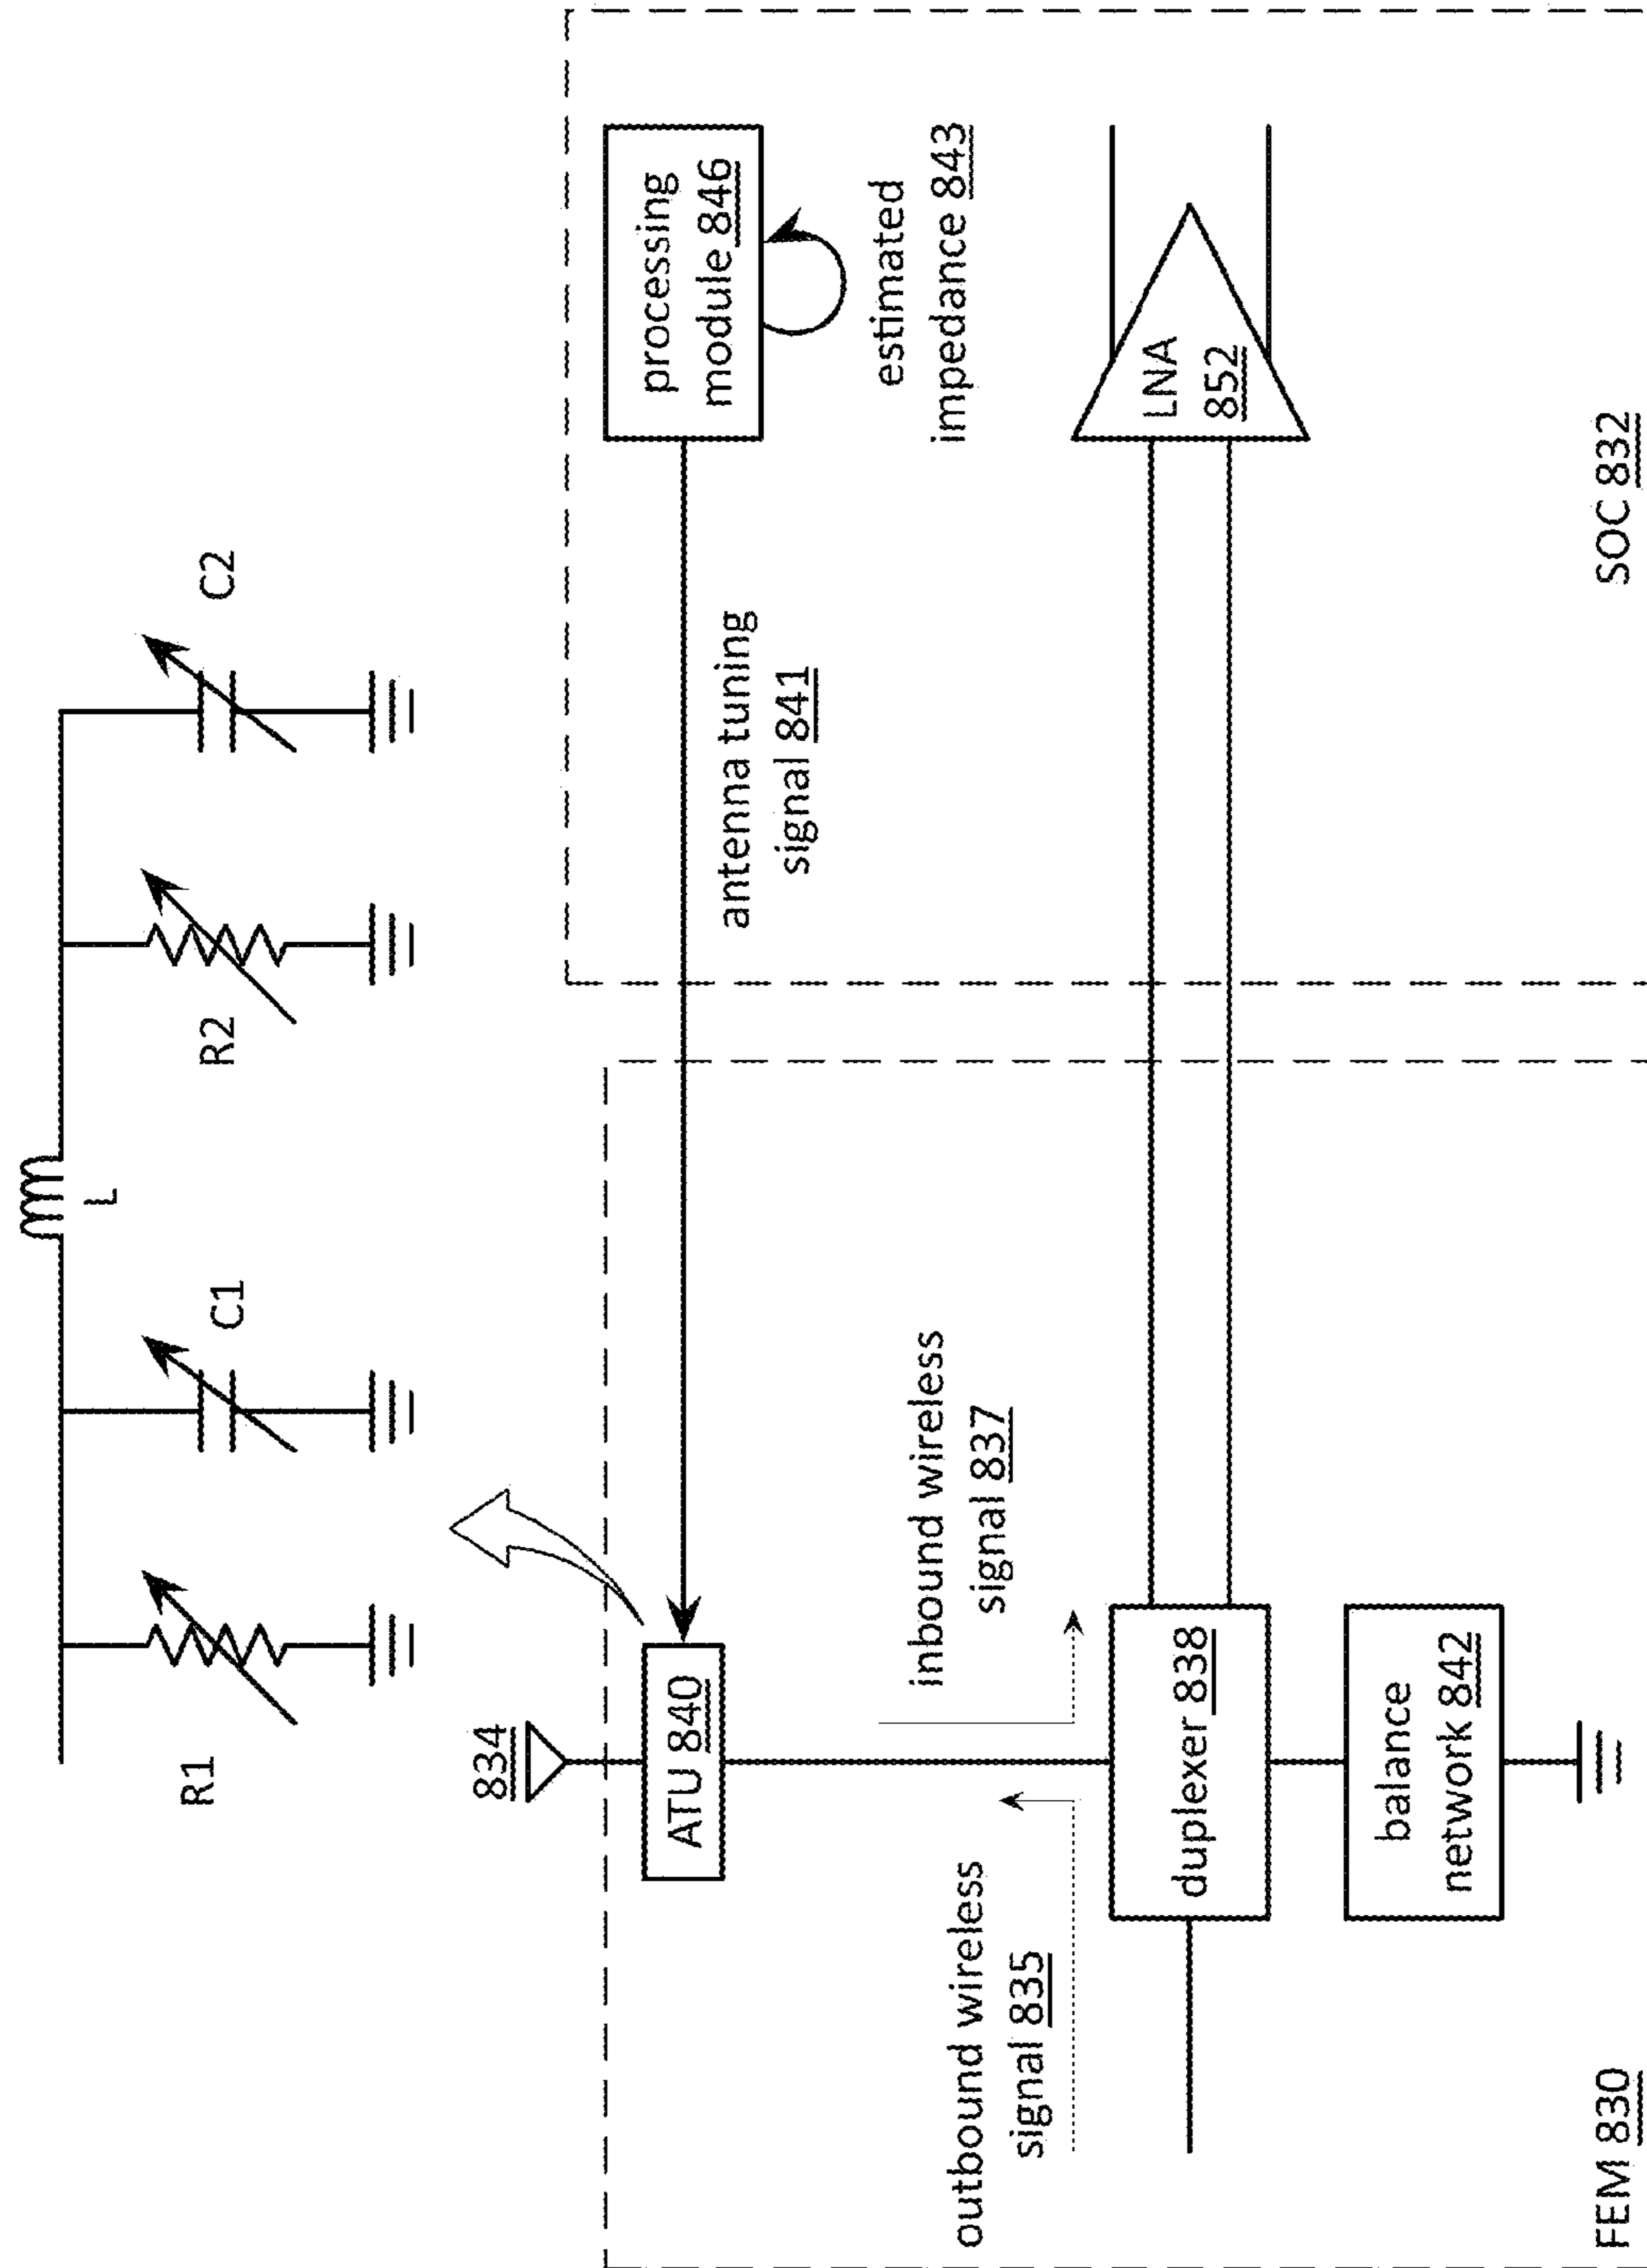 R1
C1
L
R2
C2
834
ATU 840
antenna tuning
signal 841
processing
module 846
estimated
impedance 843
outbound wireless
signal 835
inbound wireless
signal 837
duplexer 838
LNA
852
balance
network 842
FEM 830
SOC 832